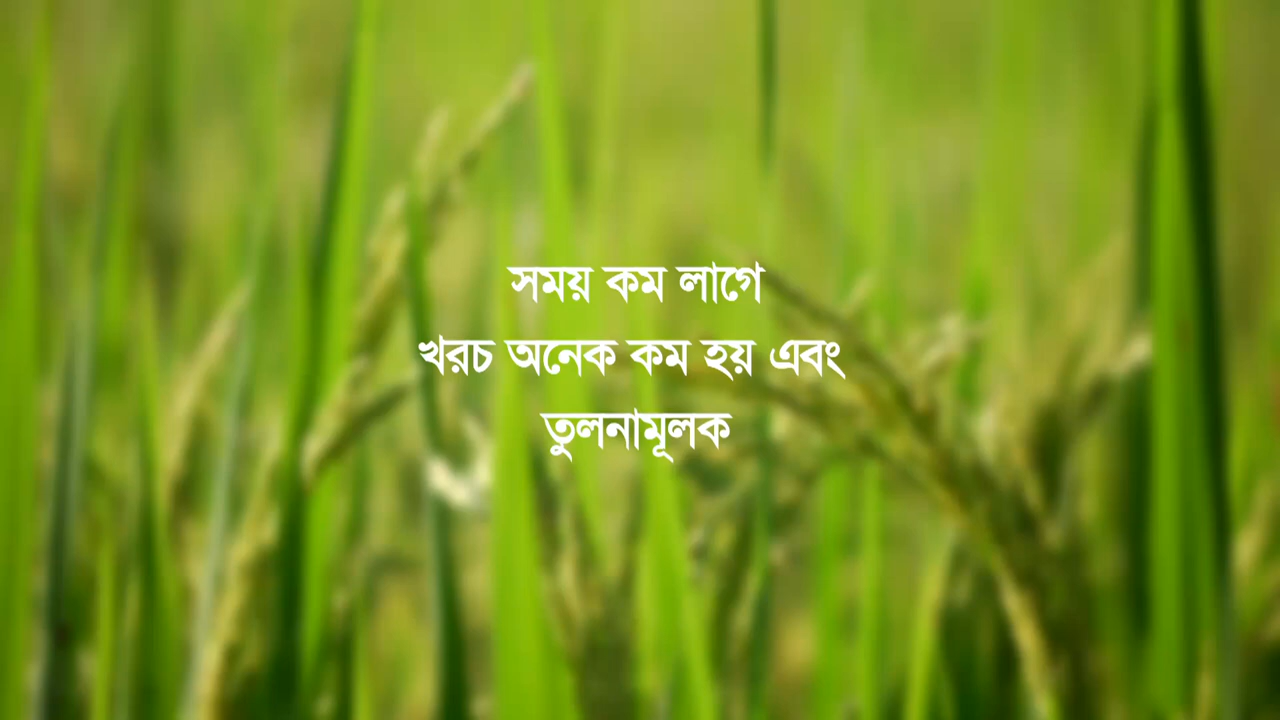 সময় কম লাগে
খরচ অনেক কম হয় এবং
তুলনামূলক